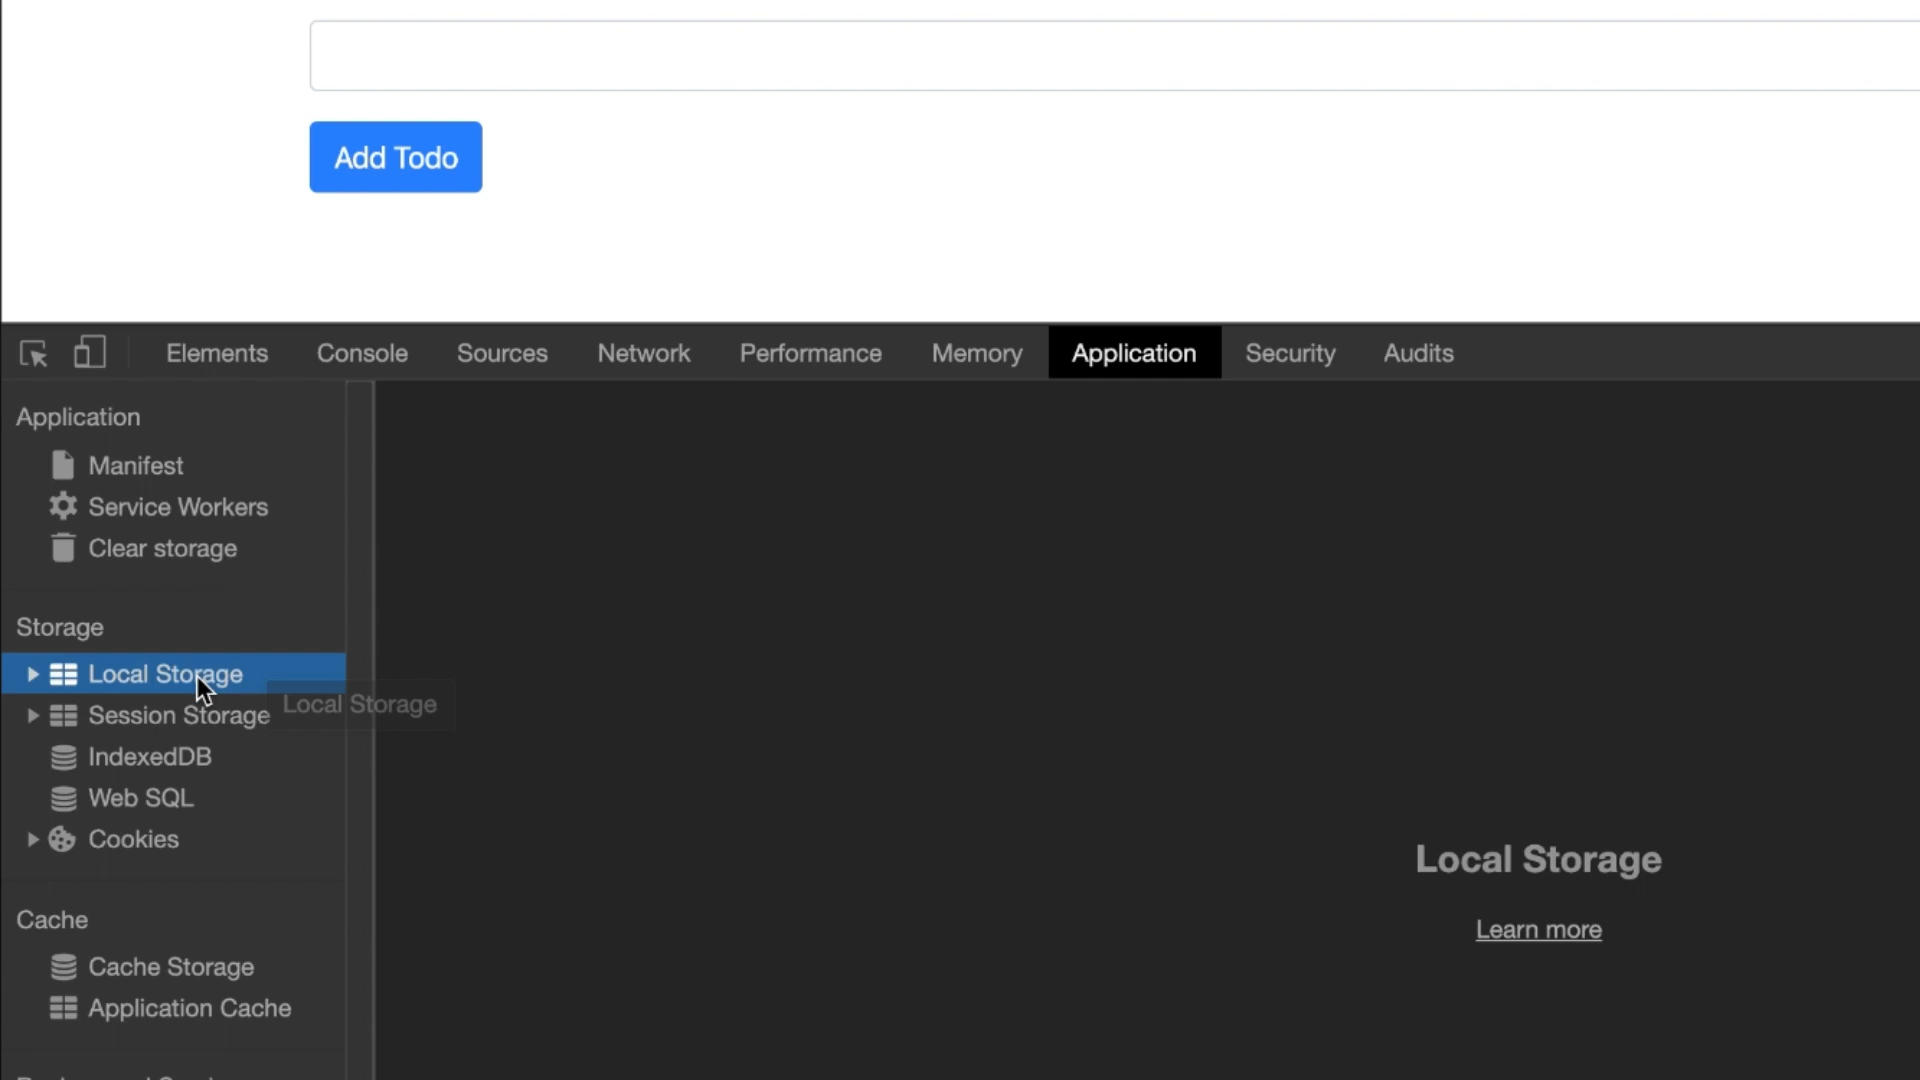 Add Todo
Elements Console Sources Network Performance Memory Application Security Audits
Application
Manifest
Service Workers
Clear storage
Storage
Local Storage
Local Storage
Session Storage
IndexedDB
Web SQL
Cookies
Local Storage
Learn more
Cache
Cache Storage
Application Cache